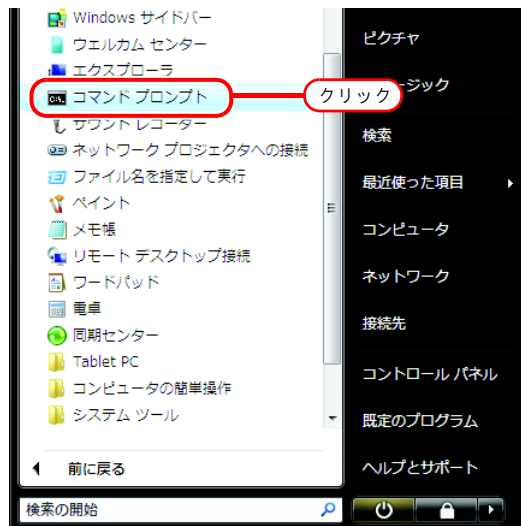 Windows サイドバー
ウェルカム センター
エクスプローラ
コマンド プロンプト
クリック
サウンド レコーダー
ネットワーク プロジェクタへの接続
ファイル名を指定して実行
ペイント
メモ帳
リモート デスクトップ接続
ワードパッド
電卓
同期センター
Tablet PC
コンピュータの簡単操作
システム ツール
前に戻る
検索の開始
ピクチャ
ージック
検索
最近使った項目
コンピュータ
ネットワーク
接続先
コントロール パネル
既定のプログラム
ヘルプとサポート